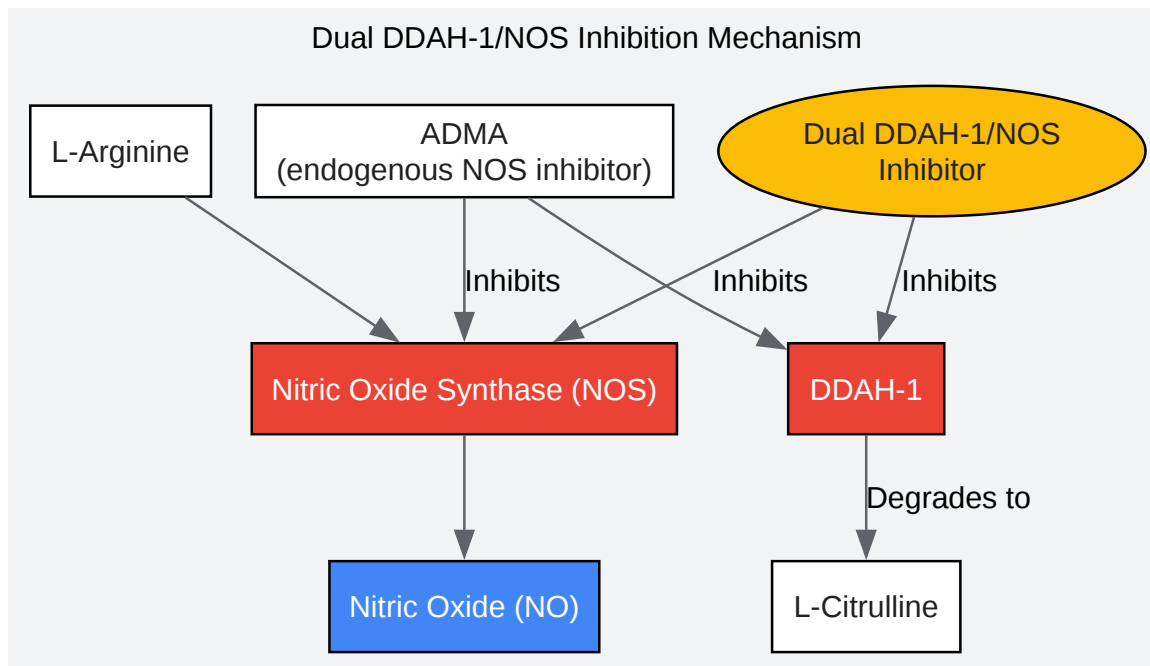 Dual DDAH-1/NOS Inhibition Mechanism
L-Arginine
ADMA
(endogenous NOS inhibitor)
Dual DDAH-1/NOS
Inhibitor
Inhibits
Inhibits
Inhibits
Nitric Oxide Synthase (NOS)
DDAH-1
Degrades to
Nitric Oxide (NO)
L-Citrulline